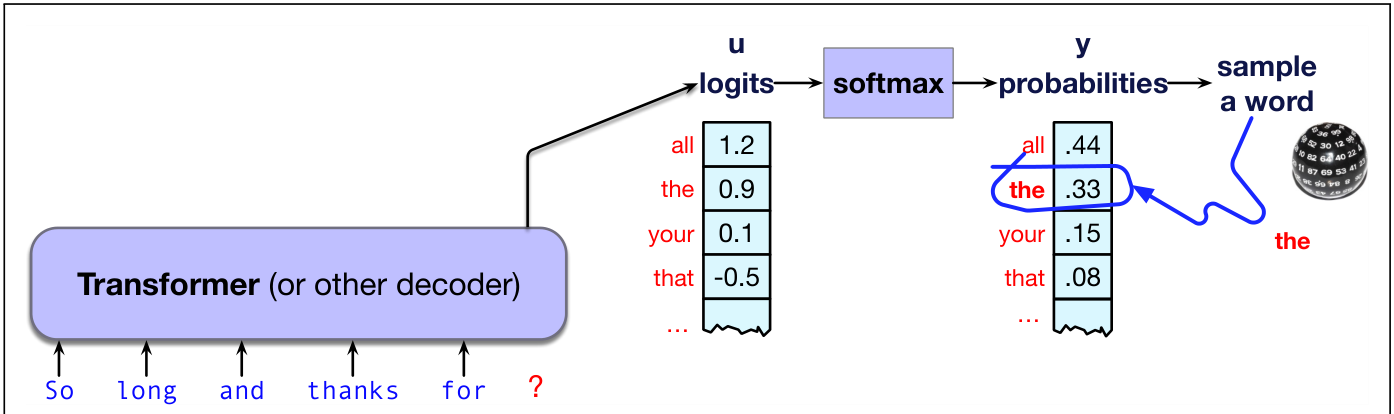 u
logits
softmax
y
probabilities
sample
a word
all 1.2
the 0.9
your 0.1
that -0.5
...
all .44
the .33
your .15
that .08
...
the
Transformer (or other decoder)
So long and thanks for ?